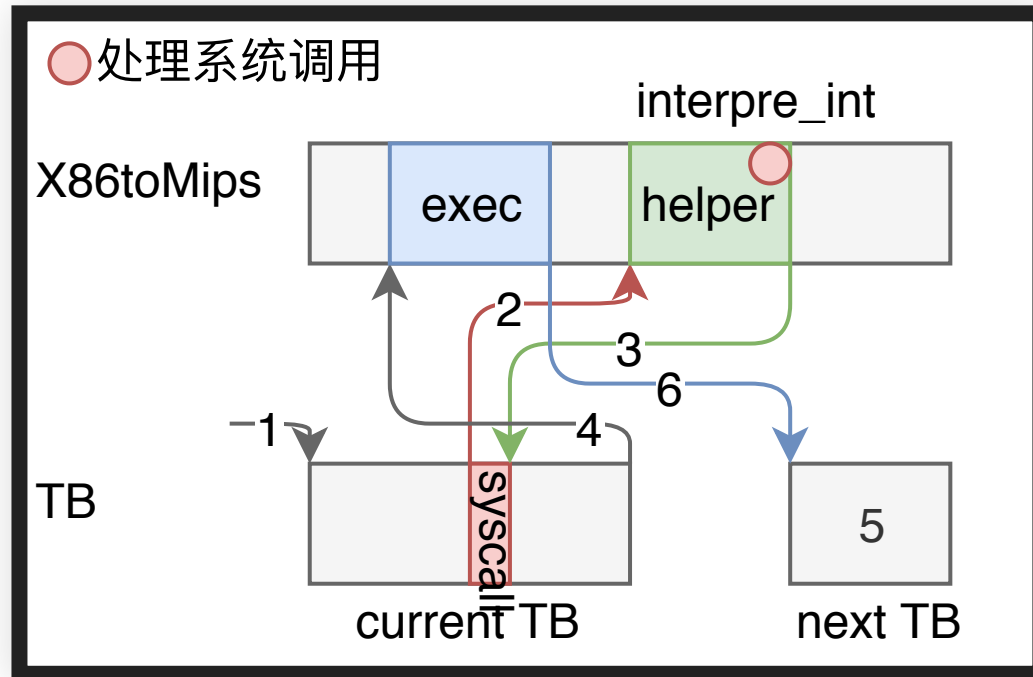 处理系统调用
interpre_int
X86toMips
exec
helper
2
3
6
1
4
TB
syscall
5
current TB
next TB